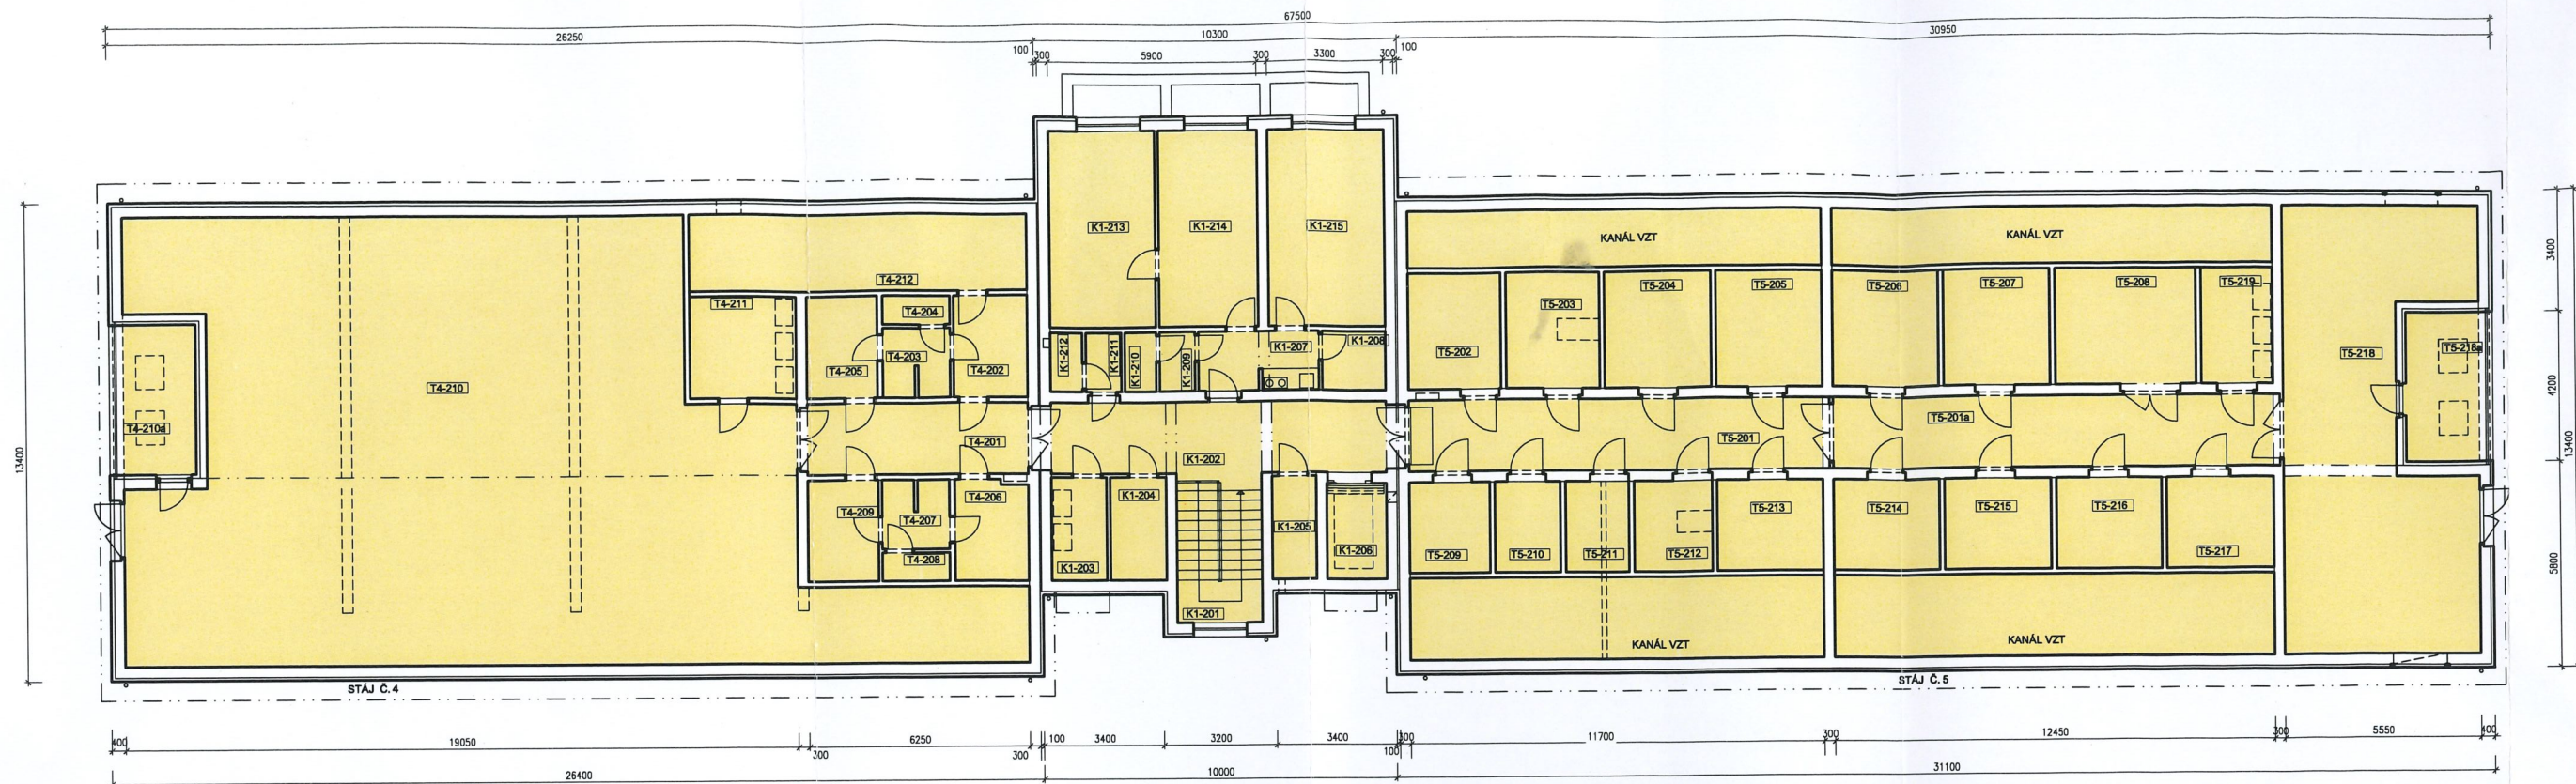 67500
26250
10300
30950
100
300
5900
300
3300
300
100
K1-213
K1-214
K1-215
KANÁL VZT
KANÁL VZT
T4-212
T4-211
T4-204
T4-203
T4-205
T4-202
K1-212
K1-211
K1-210
K1-209
K1-207
K1-208
T5-202
T5-203
T5-204
T5-205
T5-206
T5-207
T5-208
T5-219
T5-218
T5-218a
3400
4200
13400
5800
13400
T4-210
T4-210a
T4-201
K1-202
T5-201
T5-201a
T4-209
T4-207
T4-206
T4-208
K1-203
K1-204
K1-205
K1-206
K1-201
T5-209
T5-210
T5-211
T5-212
T5-213
T5-214
T5-215
T5-216
T5-217
KANÁL VZT
KANÁL VZT
STÁJ Č.4
STÁJ Č.5
400
19050
300
6250
300
100
3400
3200
3400
100
300
11700
300
12450
300
5550
400
26400
10000
31100